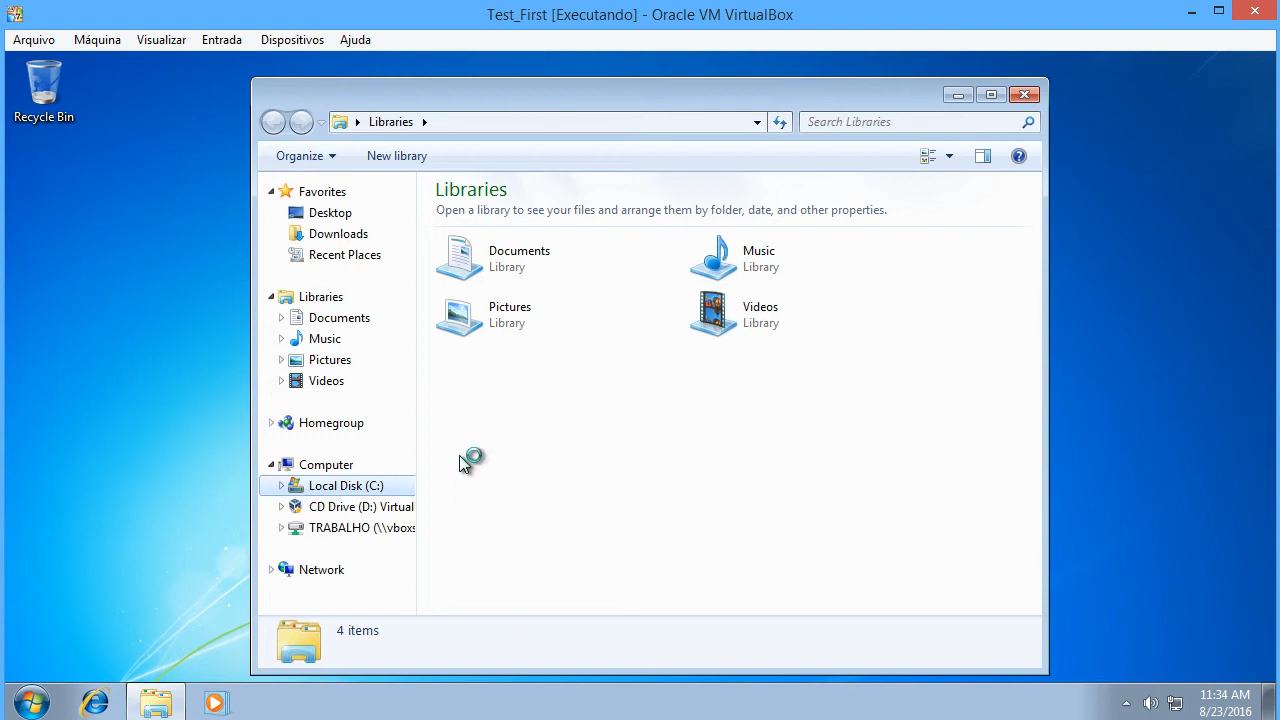 Test_First [Executando] - Oracle VM VirtualBox
Arquivo Máquina Visualizar Entrada Dispositivos Ajuda
Recycle Bin
Libraries
Search Libraries
Organize New library
Favorites
Desktop
Downloads
Recent Places
Libraries
Documents
Music
Pictures
Videos
Homegroup
Computer
Local Disk (C:)
CD Drive (D:) Virtual
TRABALHO (\\vboxs
Network
Libraries
Open a library to see your files and arrange them by folder, date, and other properties.
Documents
Library
Music
Library
Pictures
Library
Videos
Library
4 items
11:34 AM
8/23/2016